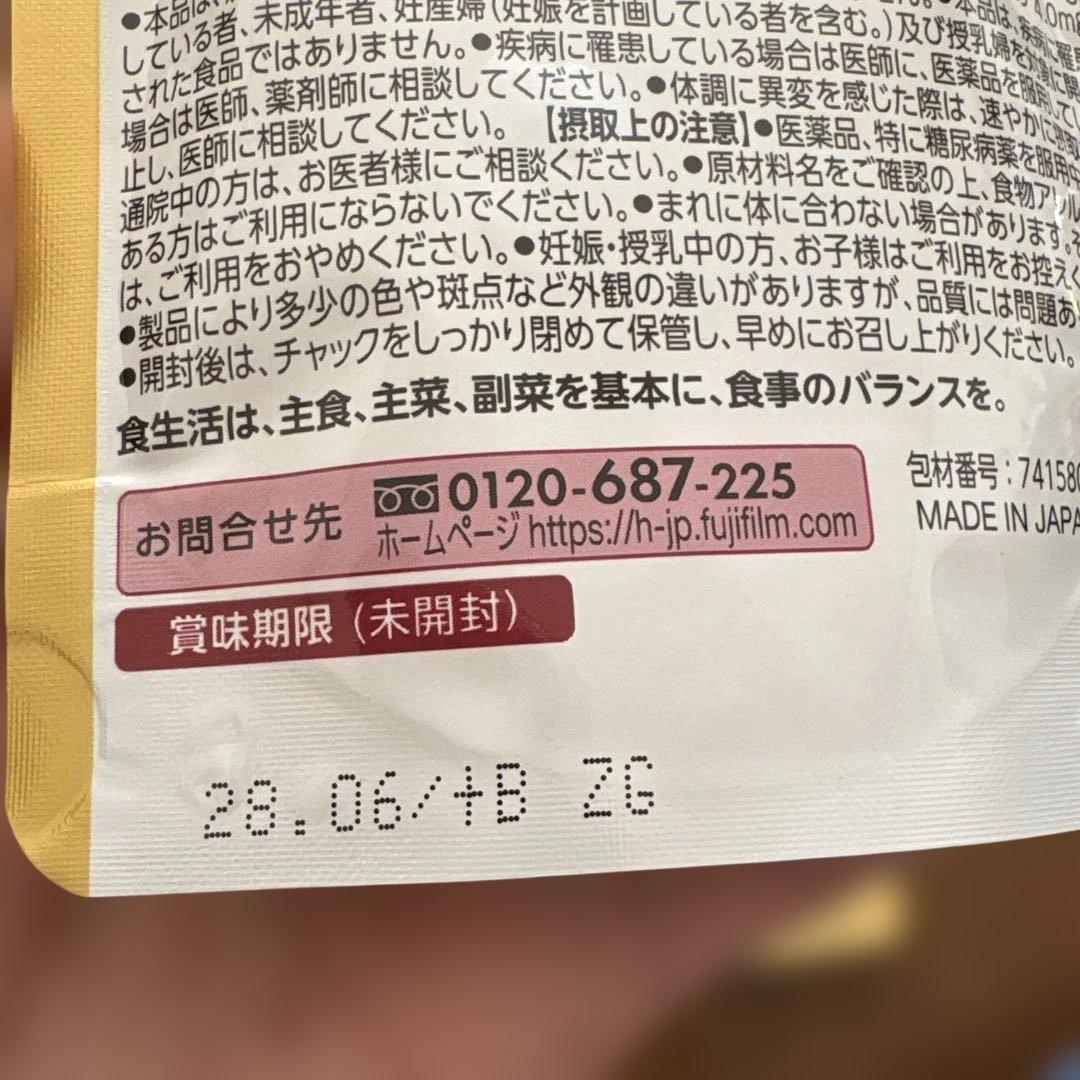 ●本品は、疾
している者、未成年者、妊産婦(妊娠を計画している者を含む。)及び授乳婦を対象に開
された食品ではありません。●疾病に罹患している場合は医師に、医薬品を服用してい
場合は医師、薬剤師に相談してください。●体調に異変を感じた際は、速やかに摂取
止し、医師に相談してください。 【摂取上の注意】●医薬品、特に糖尿病薬を服用中
通院中の方は、お医者様にご相談ください。●原材料名をご確認の上、食物アレル
ある方はご利用にならないでください。●まれに体に合わない場合があります。そ
は、ご利用をおやめください。●妊娠・授乳中の方、お子様はご利用をお控えく
●製品により多少の色や斑点など外観の違いがありますが、品質には問題あ
●開封後は、チャックをしっかり閉めて保管し、早めにお召し上がりください。
食生活は、主食、主菜、副菜を基本に、食事のバランスを。
お問合せ先 0120-687-225
ホームページ https://h-jp.fujifilm.com
包材番号：741580
MADE IN JAPA
賞味期限（未開封）
28.06/+B ZG